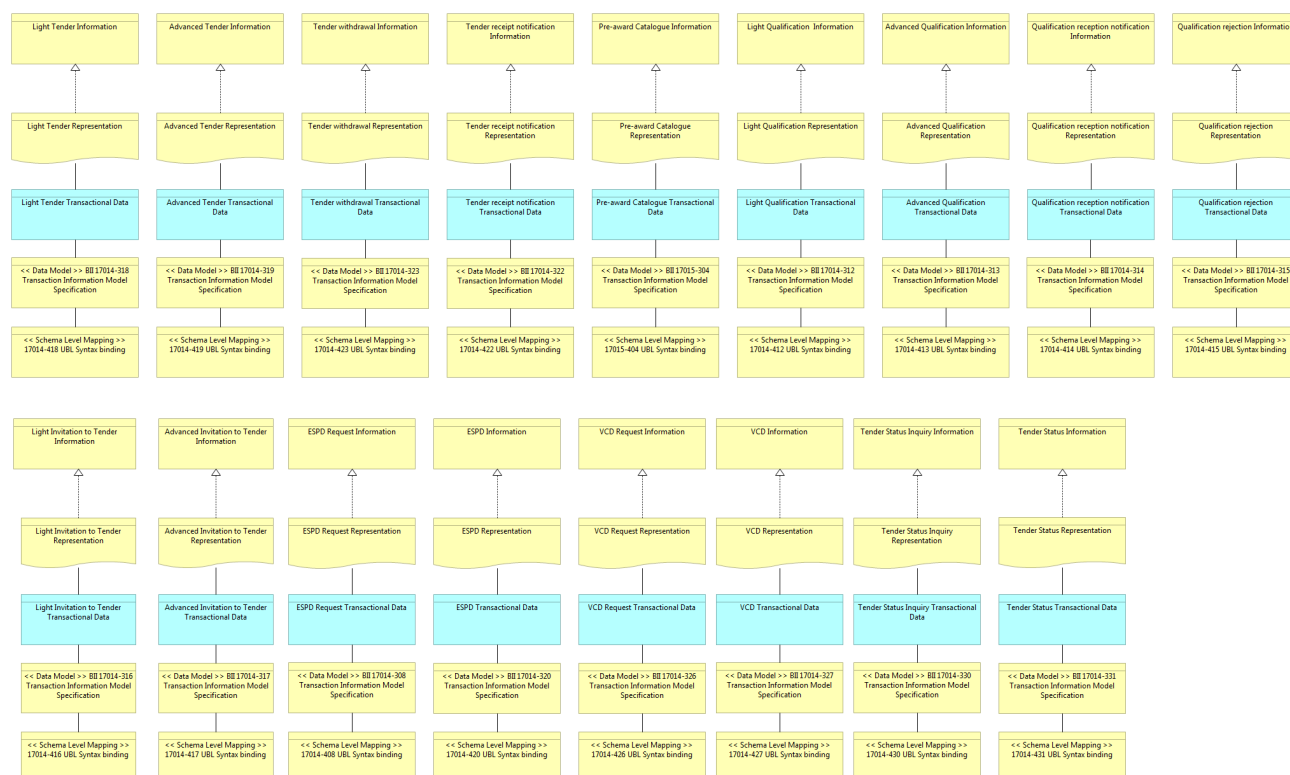 Light Tender Information
Advanced Tender Information
Tender withdrawal Information
Tender receipt notification
Information
Pre-award Catalogue Information
Light Qualification  Information
Advanced Qualification Information
Qualification reception notification
Information
Qualification rejection Informatio
Light Tender Representation
Advanced Tender Representation
Tender withdrawal Representation
Tender receipt notification
Representation
Pre-award Catalogue
Representation
Light Qualification Representation
Advanced Qualification
Representation
Qualification reception notification
Representation
Qualification rejection
Representation
Light Tender Transactional Data
Advanced Tender Transactional
Data
Tender withdrawal Transactional
Data
Tender receipt notification
Transactional Data
Pre-award Catalogue Transactional
Data
Light Qualification Transactional
Data
Advanced Qualification
Transactional Data
Qualification reception notification
Transactional Data
Qualification rejection
Transactional Data
<< Data Model >> BII 17014-318
Transaction Information Model
Specification
<< Data Model >> BII 17014-319
Transaction Information Model
Specification
<< Data Model >> BII 17014-323
Transaction Information Model
Specification
<< Data Model >> BII 17014-322
Transaction Information Model
Specification
<< Data Model >> BII 17015-304
Transaction Information Model
Specification
<< Data Model >> BII 17014-312
Transaction Information Model
Specification
<< Data Model >> BII 17014-313
Transaction Information Model
Specification
<< Data Model >> BII 17014-314
Transaction Information Model
Specification
<< Data Model >> BII 17014-315
Transaction Information Model
Specification
<< Schema Level Mapping >>
17014-418 UBL Syntax binding
<< Schema Level Mapping >>
17014-419 UBL Syntax binding
<< Schema Level Mapping >>
17014-423 UBL Syntax binding
<< Schema Level Mapping >>
17014-422 UBL Syntax binding
<< Schema Level Mapping >>
17015-404 UBL Syntax binding
<< Schema Level Mapping >>
17014-412 UBL Syntax binding
<< Schema Level Mapping >>
17014-413 UBL Syntax binding
<< Schema Level Mapping >>
17014-414 UBL Syntax binding
<< Schema Level Mapping >>
17014-415 UBL Syntax binding
Light Invitation to Tender
Information
Advanced Invitation to Tender
Information
ESPD Request Information
ESPD Information
VCD Request Information
VCD Information
Tender Status Inquiry Information
Tender Status Information
Light Invitation to Tender
Representation
Advanced Invitation to Tender
Representation
ESPD Request Representation
ESPD Representation
VCD Request Representation
VCD Representation
Tender Status Inquiry
Representation
Tender Status Representation
Light Invitation to Tender
Transactional Data
Advanced Invitation to Tender
Transactional Data
ESPD Request Transactional Data
ESPD Transactional Data
VCD Request Transactional Data
VCD Transactional Data
Tender Status Inquiry Transactional
Data
Tender Status Transactional Data
<< Data Model >> BII 17014-316
Transaction Information Model
Specification
<< Data Model >> BII 17014-317
Transaction Information Model
Specification
<< Data Model >> BII 17014-308
Transaction Information Model
Specification
<< Data Model >> BII 17014-320
Transaction Information Model
Specification
<< Data Model >> BII 17014-326
Transaction Information Model
Specification
<< Data Model >> BII 17014-327
Transaction Information Model
Specification
<< Data Model >> BII 17014-330
Transaction Information Model
Specification
<< Data Model >> BII 17014-331
Transaction Information Model
Specification
<< Schema Level Mapping >>
17014-416 UBL Syntax binding
<< Schema Level Mapping >>
17014-417 UBL Syntax binding
<< Schema Level Mapping >>
17014-408 UBL Syntax binding
<< Schema Level Mapping >>
17014-420 UBL Syntax binding
<< Schema Level Mapping >>
17014-426 UBL Syntax binding
<< Schema Level Mapping >>
17014-427 UBL Syntax binding
<< Schema Level Mapping >>
17014-430 UBL Syntax binding
<< Schema Level Mapping >>
17014-431 UBL Syntax binding